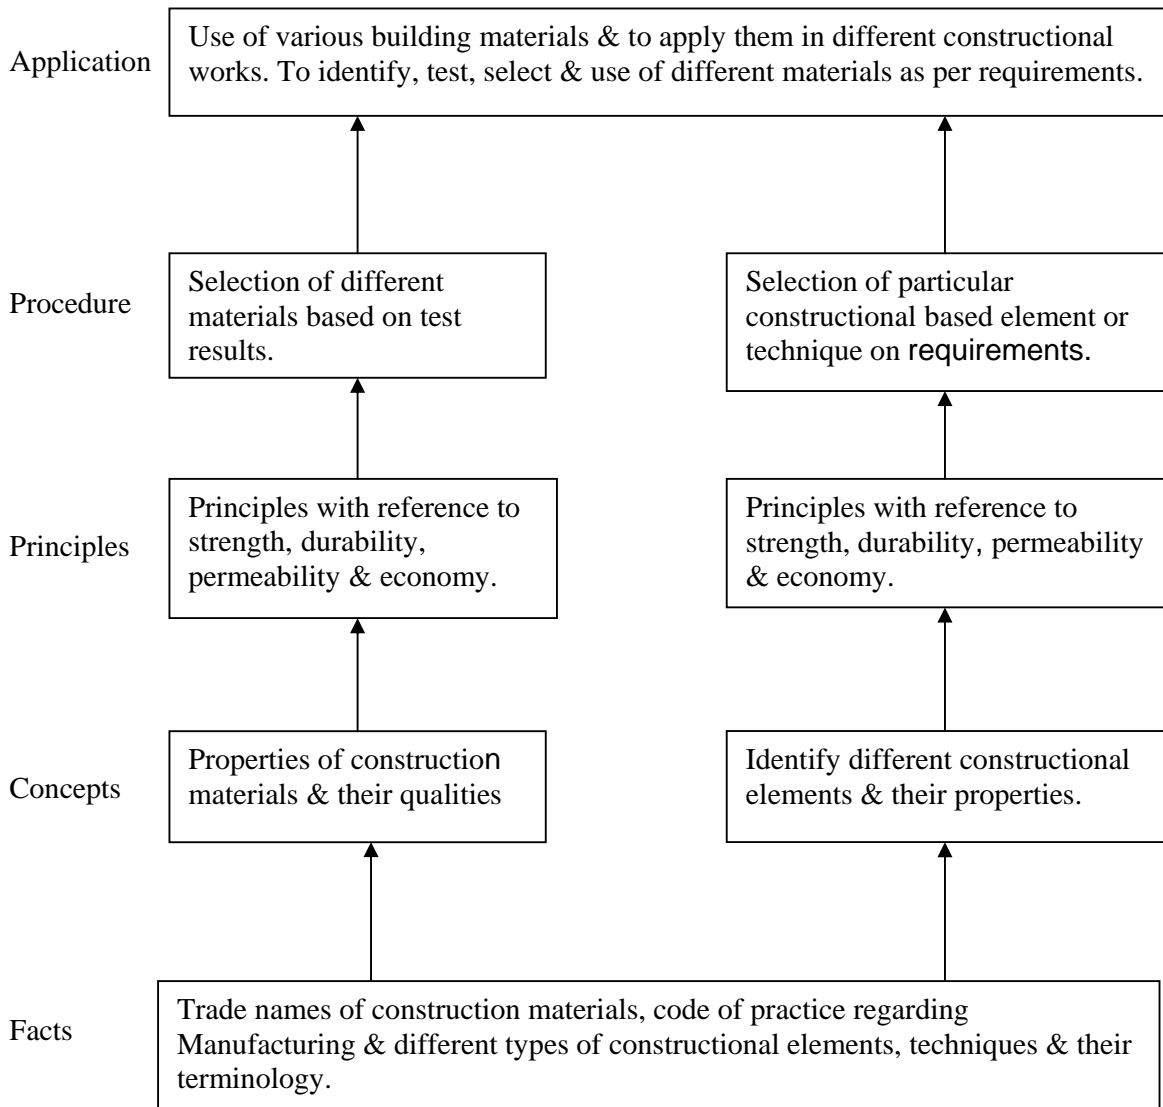 Application
Use of various building materials & to apply them in different constructional
works. To identify, test, select & use of different materials as per requirements.
Procedure
Selection of different
materials based on test
results.
Selection of particular
constructional based element or
technique on requirements.
Principles
Principles with reference to
strength, durability,
permeability & economy.
Principles with reference to
strength, durability, permeability
& economy.
Concepts
Properties of construction
materials & their qualities
Identify different constructional
elements & their properties.
Facts
Trade names of construction materials, code of practice regarding
Manufacturing & different types of constructional elements, techniques & their
terminology.